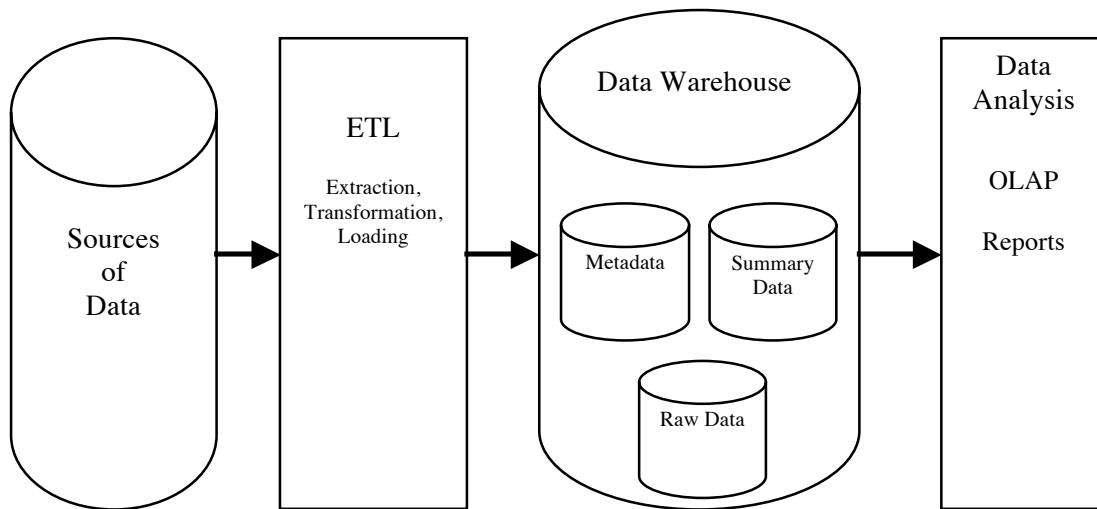 Sources
of
Data
ETL
Extraction,
Transformation,
Loading
Data Warehouse
Metadata
Summary
Data
Raw Data
Data
Analysis
OLAP
Reports